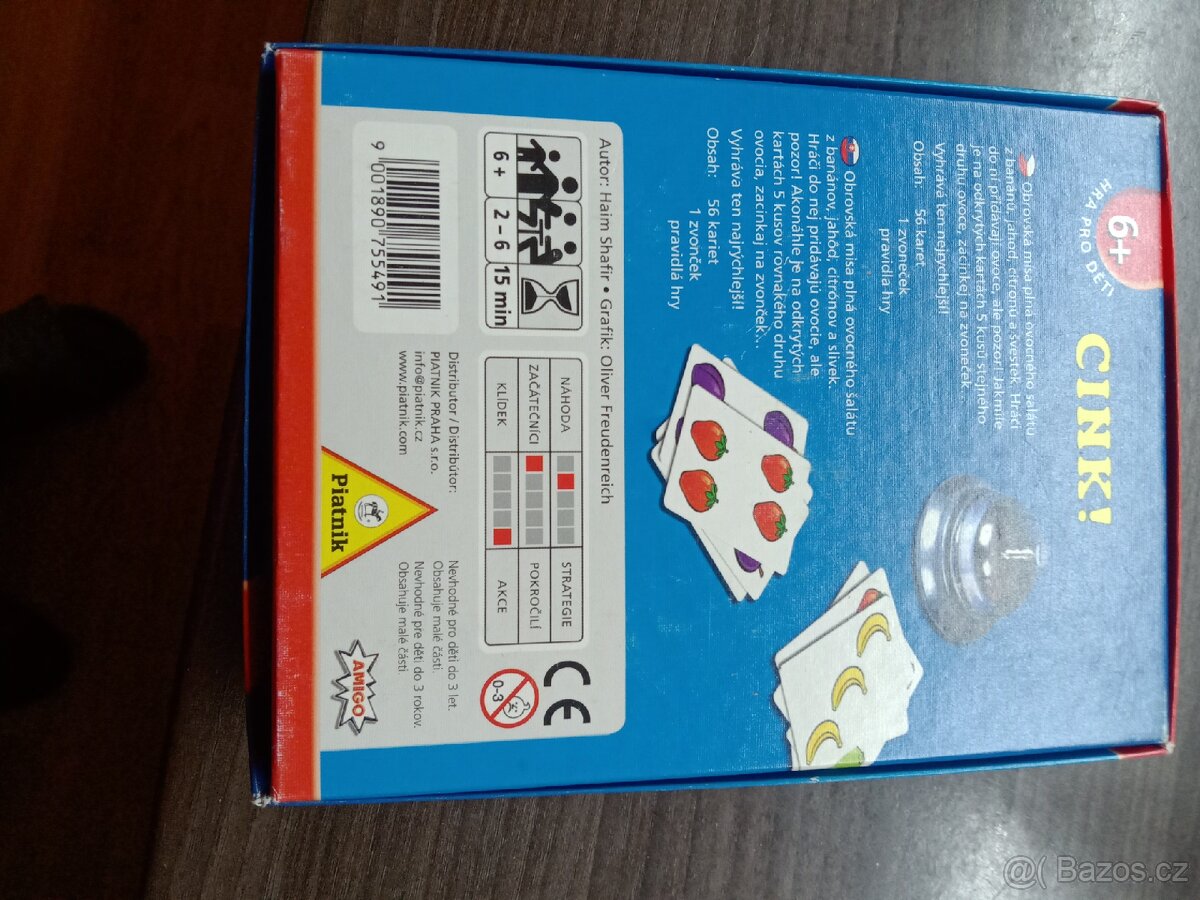 6+
HRA PRO DĚTI
CINK!
Obrovská mísa plná ovocného salátu
z banánů, jahod, citronů a švestek. Hráči
do ní přidávají ovoce, ale pozor! Jakmile
je na odkrytých kartách 5 kusů stejného
druhu ovoce, zacinkej na zvoneček...
Vyhrává ten nejrychlejší!
Obsah: 56 karet
1 zvoneček
pravidla hry
Obrovská misa plná ovocného šalátu
z banánov, jahôd, citrónov a slivek.
Hráči do nej pridávajú ovocie, ale
pozor! Akonáhle je na odkrytých
kartách 5 kusov rovnakého druhu
ovocia, zacinkaj na zvonček...
Vyhráva ten najrýchlejší!
Obsah: 56 kariet
1 zvonček
pravidlá hry
Autor: Haim Shafir • Grafik: Oliver Freudenreich
6+
2-6
15 min
NÁHODA
STRATEGIE
ZAČÁTEČNÍCI
POKROČILÍ
KLÍDEK
AKCE
CE
0-3
9 001890 755491
Distributor / Distribútor:
PIATNIK PRAHA s.r.o.
info@piatnik.cz
www.piatnik.com
Piatnik
Nevhodné pro děti do 3 let.
Obsahuje malé části.
Nevhodné pre děti do 3 rokov.
Obsahuje malé části.
AMIGO
@( Bazos.cz